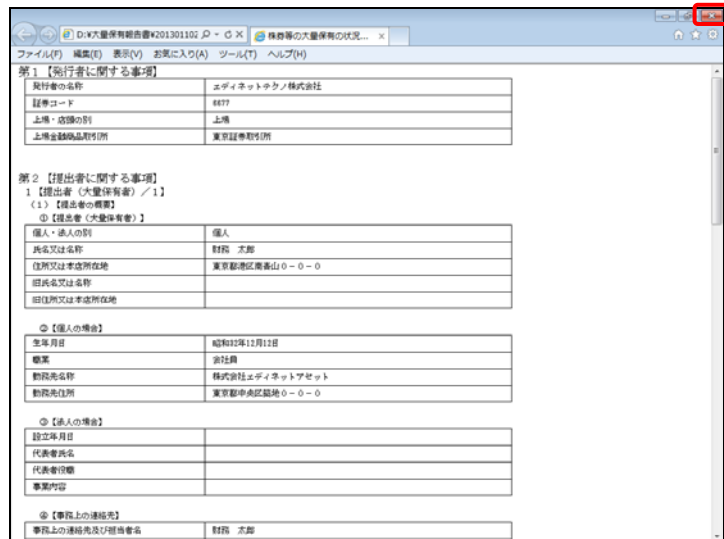 D:¥大量保有報告書¥201301102
株券等の大量保有の状況... ×
ファイル(F) 編集(E) 表示(V) お気に入り(A) ツール(T) ヘルプ(H)
第1【発行者に関する事項】
発行者の名称 エディネットテクノ株式会社
証券コード 6677
上場・店頭の別 上場
上場金融商品取引所 東京証券取引所
第2【提出者に関する事項】
1【提出者(大量保有者)/1】
(1)【提出者の概要】
①【提出者(大量保有者)】
個人・法人の別 個人
氏名又は名称 財務 太郎
住所又は本店所在地 東京都港区南青山0-0-0
旧氏名又は名称
旧住所又は本店所在地
②【個人の場合】
生年月日 昭和32年12月12日
職業 会社員
勤務先名称 株式会社エディネットアセット
勤務先住所 東京都中央区築地0-0-0
③【法人の場合】
設立年月日
代表者氏名
代表者役職
事業内容
④【事務上の連絡先】
事務上の連絡先及び担当者名 財務 太郎